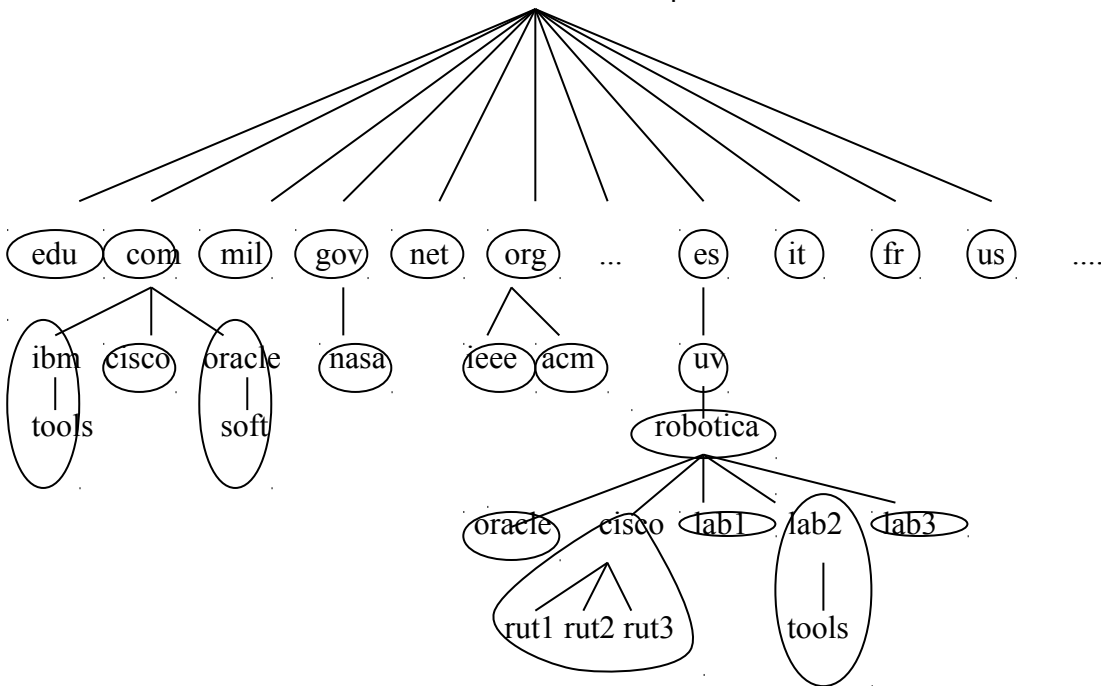 edu com mil gov net org ... es it fr us ....
ibm cisco oracle nasa ieee acm uv
tools soft robotica
oracle cisco lab1 lab2 lab3
rut1 rut2 rut3 tools